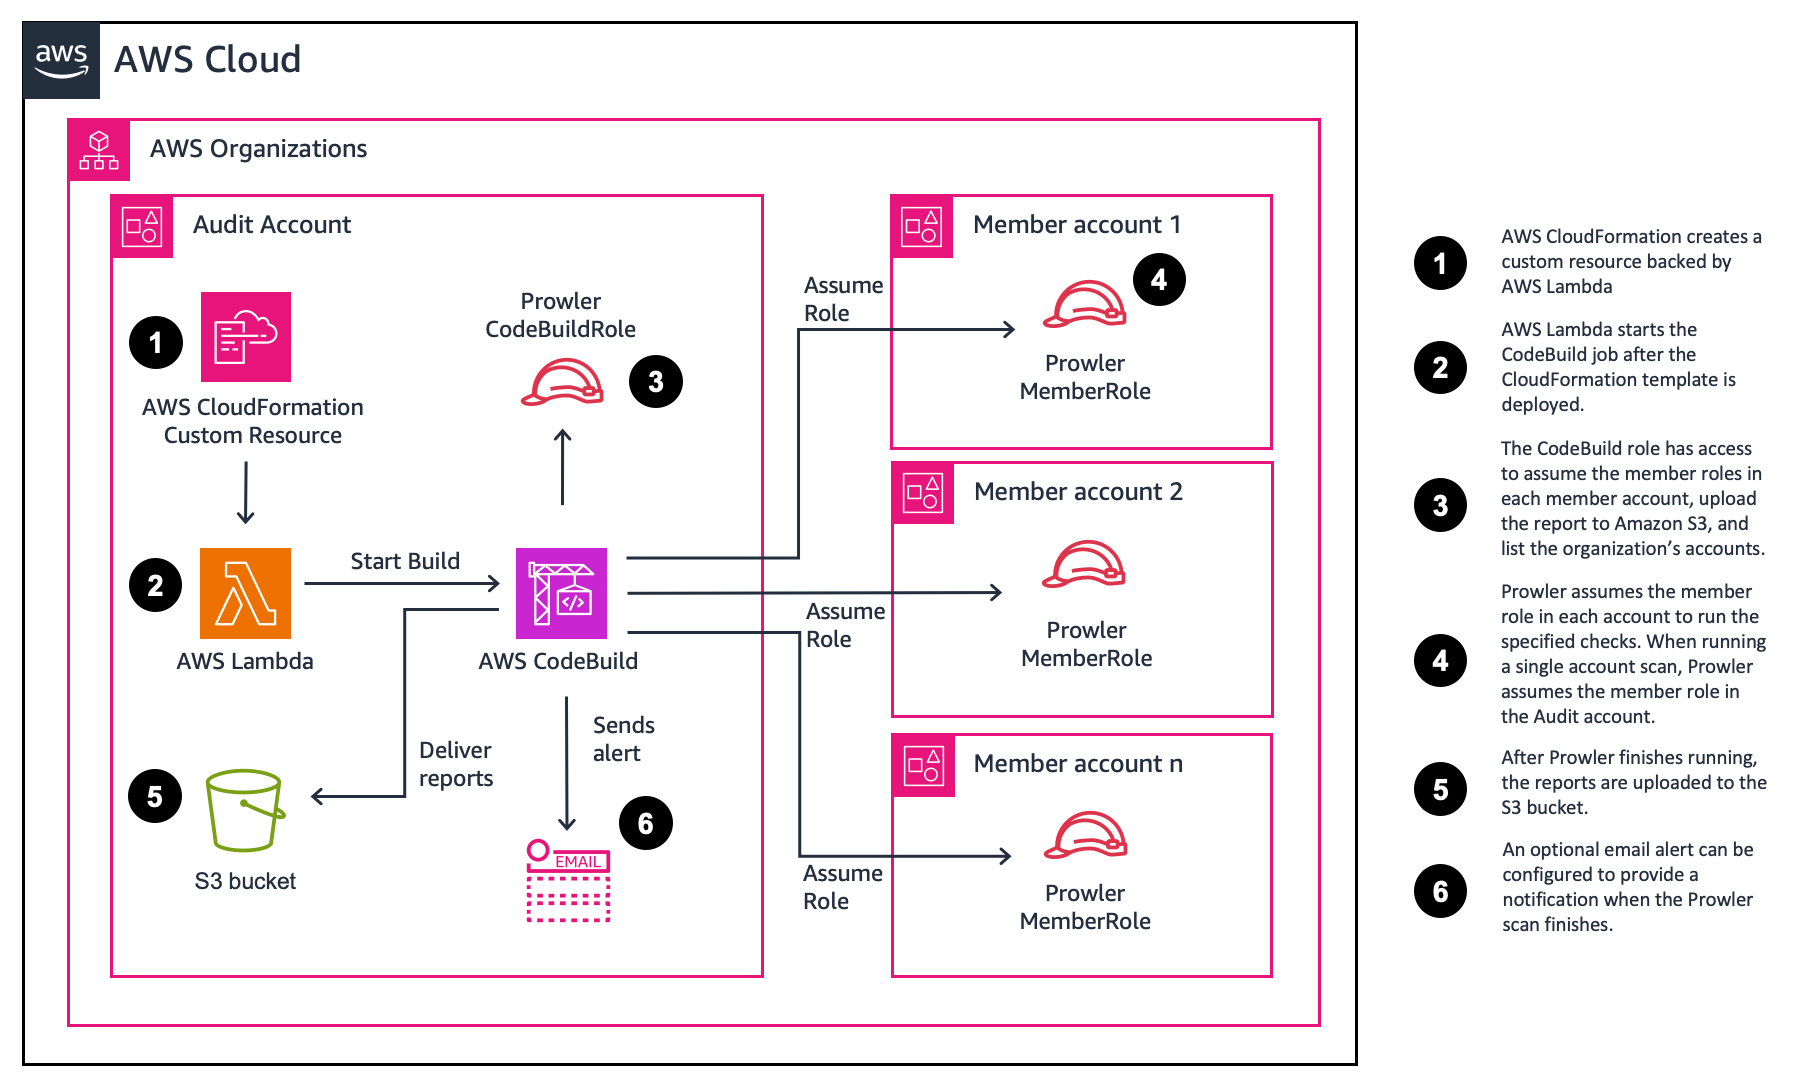 aws
AWS Cloud
AWS Organizations
Audit Account
1
AWS CloudFormation
Custom Resource
Prowler
CodeBuildRole
3
2
AWS Lambda
Start Build
AWS CodeBuild
Deliver
reports
Sends
alert
5
S3 bucket
6
EMAIL
Assume
Role
Member account 1
4
Prowler
MemberRole
Assume
Role
Member account 2
Prowler
MemberRole
Assume
Role
Member account n
Prowler
MemberRole
1
AWS CloudFormation creates a
custom resource backed by
AWS Lambda
2
AWS Lambda starts the
CodeBuild job after the
CloudFormation template is
deployed.
3
The CodeBuild role has access
to assume the member roles in
each member account, upload
the report to Amazon S3, and
list the organization’s accounts.
4
Prowler assumes the member
role in each account to run the
specified checks. When running
a single account scan, Prowler
assumes the member role in
the Audit account.
5
After Prowler finishes running,
the reports are uploaded to the
S3 bucket.
6
An optional email alert can be
configured to provide a
notification when the Prowler
scan finishes.